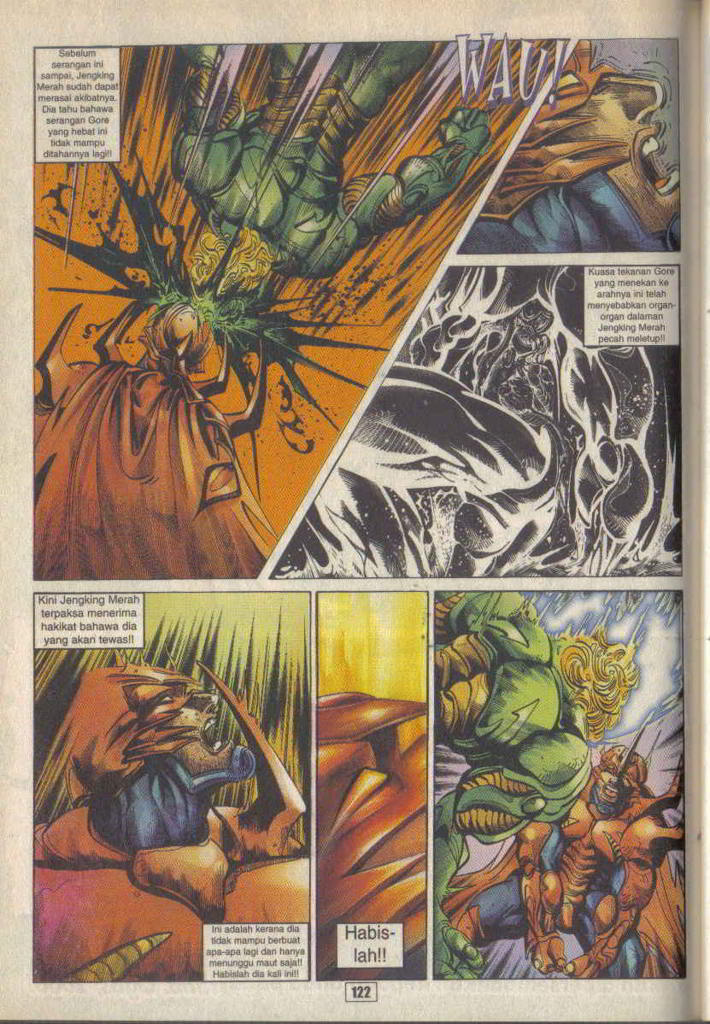 Sebelum
serangan ini
sampai, Jengking
Merah sudah dapat
merasai akibatnya.
Dia tahu bahawa
serangan Gore
yang hebat ini
tidak mampu
ditahannya lagi!!
WAU!
Kuasa tekanan Gore
yang menekan ke
arahnya ini telah
menyebabkan organ-
organ dalaman
Jengking Merah
pecah meletup!!
Kini Jengking Merah
terpaksa menerima
hakikat bahawa dia
yang akan tewas!!
Ini adalah kerana dia
tidak mampu berbuat
apa-apa lagi dan hanya
menunggu maut saja!!
Habislah dia kali ini!!
Habis-
lah!!
122